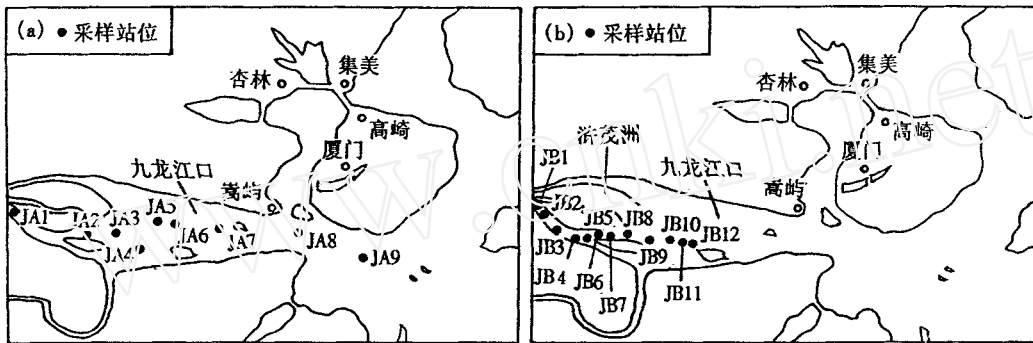 (a) ● 采样站位
集美
杏林
高崎
厦门
九龙江口
嵩屿
JA1
JA2
JA3
JA4
JA5
JA6
JA7
JA8
JA9
(b) ● 采样站位
集美
杏林
高崎
浒茂洲
厦门
九龙江口
嵩屿
JB1
JB2
JB3
JB4
JB5
JB6
JB7
JB8
JB9
JB10
JB11
JB12
www.cnki.net